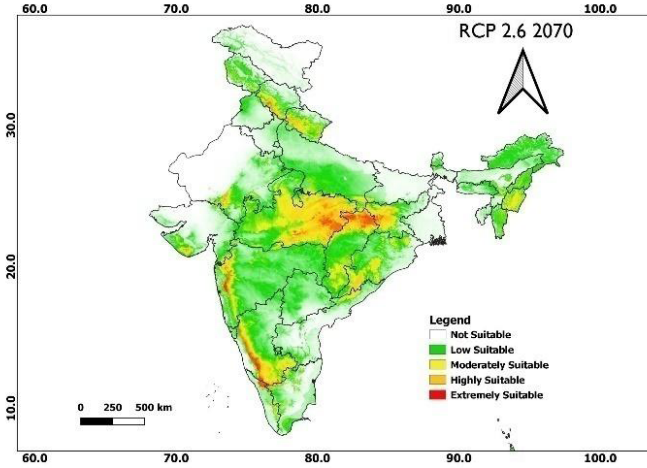 60.0 70.0 80.0 90.0 100.0
RCP 2.6 2070
30.0
20.0
10.0
Legend
Not Suitable
Low Suitable
Moderately Suitable
Highly Suitable
Extremely Suitable
0 250 500 km
60.0 70.0 80.0 90.0 100.0